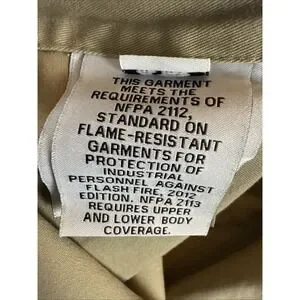 THIS GARMENT
MEETS THE
REQUIREMENTS OF
NFPA 2112,
STANDARD ON
FLAME-RESISTANT
GARMENTS FOR
PROTECTION OF
INDUSTRIAL
PERSONNEL AGAINST
FLASH FIRE, 2012
EDITION. NFPA 2113
REQUIRES UPPER
AND LOWER BODY
COVERAGE.